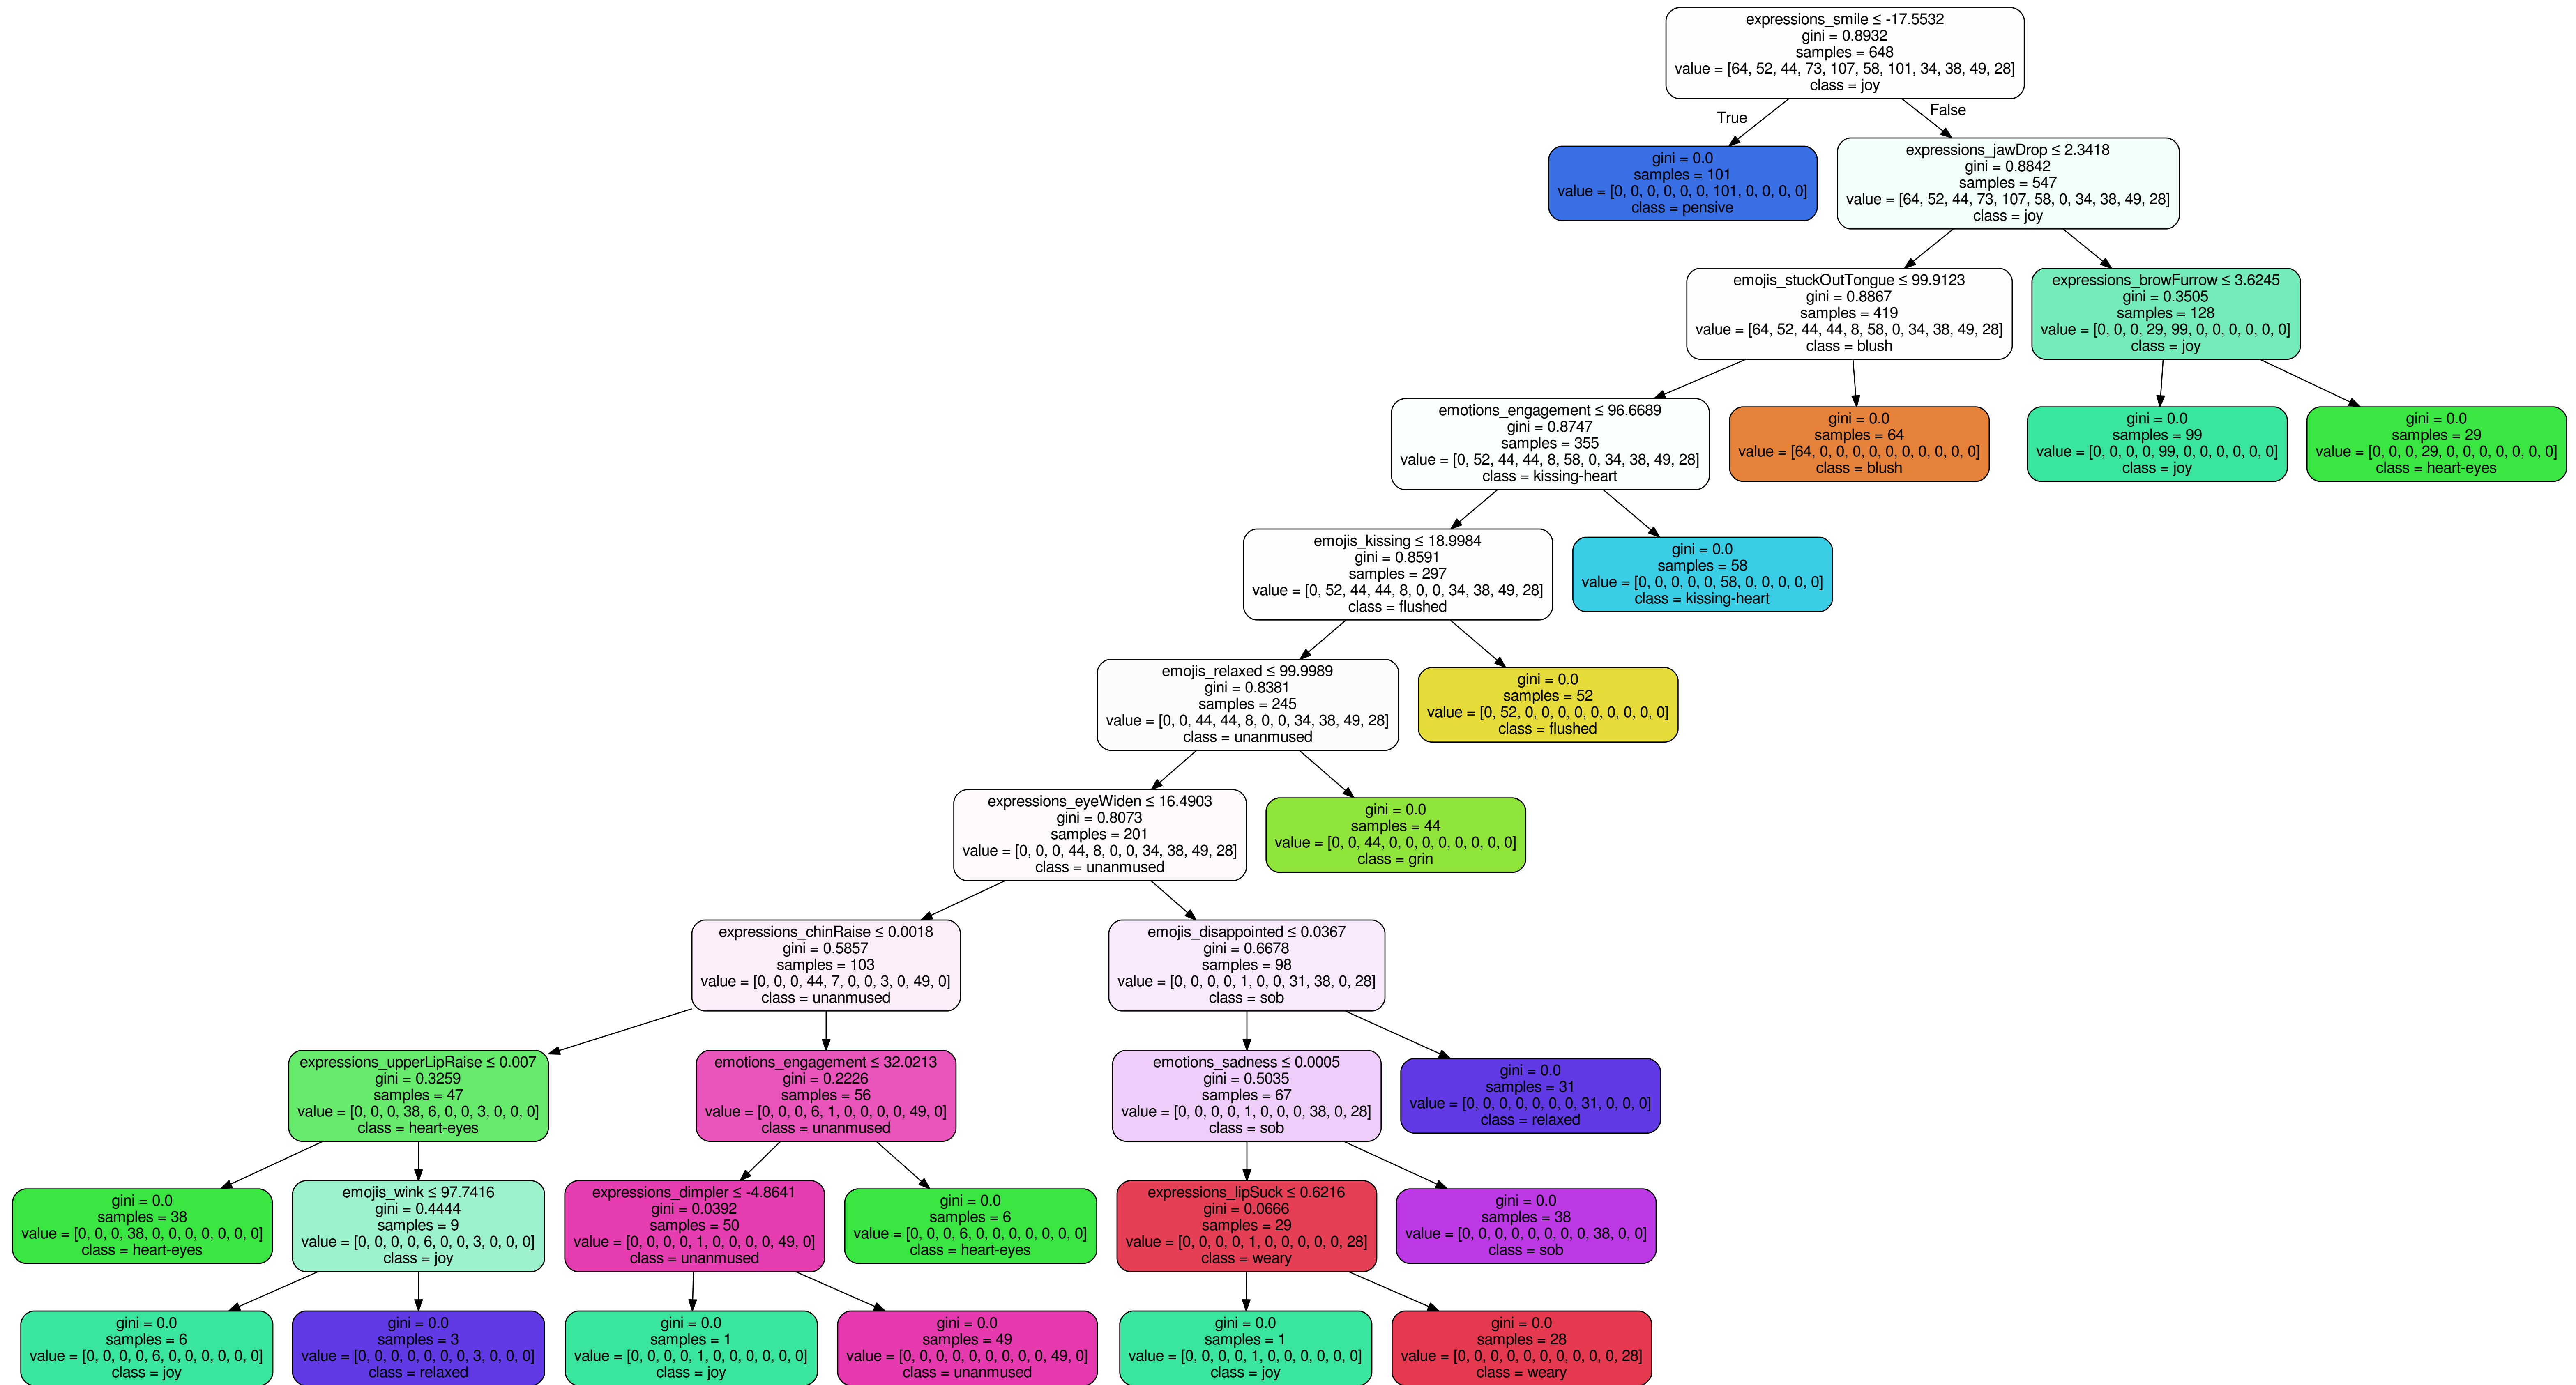 expressions_smile ≤ -17.5532
gini = 0.8932
samples = 648
value = [64, 52, 44, 73, 107, 58, 101, 34, 38, 49, 28]
class = joy
True
False
gini = 0.0
samples = 101
value = [0, 0, 0, 0, 0, 0, 101, 0, 0, 0, 0]
class = pensive
expressions_jawDrop ≤ 2.3418
gini = 0.8842
samples = 547
value = [64, 52, 44, 73, 107, 58, 0, 34, 38, 49, 28]
class = joy
emojis_stuckOutTongue ≤ 99.9123
gini = 0.8867
samples = 419
value = [64, 52, 44, 44, 8, 58, 0, 34, 38, 49, 28]
class = blush
expressions_browFurrow ≤ 3.6245
gini = 0.3505
samples = 128
value = [0, 0, 0, 29, 99, 0, 0, 0, 0, 0, 0]
class = joy
emotions_engagement ≤ 96.6689
gini = 0.8747
samples = 355
value = [0, 52, 44, 44, 8, 58, 0, 34, 38, 49, 28]
class = kissing-heart
gini = 0.0
samples = 64
value = [64, 0, 0, 0, 0, 0, 0, 0, 0, 0, 0]
class = blush
gini = 0.0
samples = 99
value = [0, 0, 0, 0, 99, 0, 0, 0, 0, 0, 0]
class = joy
gini = 0.0
samples = 29
value = [0, 0, 0, 29, 0, 0, 0, 0, 0, 0, 0]
class = heart-eyes
emojis_kissing ≤ 18.9984
gini = 0.8591
samples = 297
value = [0, 52, 44, 44, 8, 0, 0, 34, 38, 49, 28]
class = flushed
gini = 0.0
samples = 58
value = [0, 0, 0, 0, 0, 58, 0, 0, 0, 0, 0]
class = kissing-heart
emojis_relaxed ≤ 99.9989
gini = 0.8381
samples = 245
value = [0, 0, 44, 44, 8, 0, 0, 34, 38, 49, 28]
class = unanmused
gini = 0.0
samples = 52
value = [0, 52, 0, 0, 0, 0, 0, 0, 0, 0, 0]
class = flushed
expressions_eyeWiden ≤ 16.4903
gini = 0.8073
samples = 201
value = [0, 0, 0, 44, 8, 0, 0, 34, 38, 49, 28]
class = unanmused
gini = 0.0
samples = 44
value = [0, 0, 44, 0, 0, 0, 0, 0, 0, 0, 0]
class = grin
expressions_chinRaise ≤ 0.0018
gini = 0.5857
samples = 103
value = [0, 0, 0, 44, 7, 0, 0, 3, 0, 49, 0]
class = unanmused
emojis_disappointed ≤ 0.0367
gini = 0.6678
samples = 98
value = [0, 0, 0, 0, 1, 0, 0, 31, 38, 0, 28]
class = sob
expressions_upperLipRaise ≤ 0.007
gini = 0.3259
samples = 47
value = [0, 0, 0, 38, 6, 0, 0, 3, 0, 0, 0]
class = heart-eyes
emotions_engagement ≤ 32.0213
gini = 0.2226
samples = 56
value = [0, 0, 0, 6, 1, 0, 0, 0, 0, 49, 0]
class = unanmused
emotions_sadness ≤ 0.0005
gini = 0.5035
samples = 67
value = [0, 0, 0, 0, 1, 0, 0, 0, 38, 0, 28]
class = sob
gini = 0.0
samples = 31
value = [0, 0, 0, 0, 0, 0, 0, 31, 0, 0, 0]
class = relaxed
gini = 0.0
samples = 38
value = [0, 0, 0, 38, 0, 0, 0, 0, 0, 0, 0]
class = heart-eyes
emojis_wink ≤ 97.7416
gini = 0.4444
samples = 9
value = [0, 0, 0, 0, 6, 0, 0, 3, 0, 0, 0]
class = joy
expressions_dimpler ≤ -4.8641
gini = 0.0392
samples = 50
value = [0, 0, 0, 0, 1, 0, 0, 0, 0, 49, 0]
class = unanmused
gini = 0.0
samples = 6
value = [0, 0, 0, 6, 0, 0, 0, 0, 0, 0, 0]
class = heart-eyes
expressions_lipSuck ≤ 0.6216
gini = 0.0666
samples = 29
value = [0, 0, 0, 0, 1, 0, 0, 0, 0, 0, 28]
class = weary
gini = 0.0
samples = 38
value = [0, 0, 0, 0, 0, 0, 0, 0, 38, 0, 0]
class = sob
gini = 0.0
samples = 6
value = [0, 0, 0, 0, 6, 0, 0, 0, 0, 0, 0]
class = joy
gini = 0.0
samples = 3
value = [0, 0, 0, 0, 0, 0, 0, 3, 0, 0, 0]
class = relaxed
gini = 0.0
samples = 1
value = [0, 0, 0, 0, 1, 0, 0, 0, 0, 0, 0]
class = joy
gini = 0.0
samples = 49
value = [0, 0, 0, 0, 0, 0, 0, 0, 0, 49, 0]
class = unanmused
gini = 0.0
samples = 1
value = [0, 0, 0, 0, 1, 0, 0, 0, 0, 0, 0]
class = joy
gini = 0.0
samples = 28
value = [0, 0, 0, 0, 0, 0, 0, 0, 0, 0, 28]
class = weary